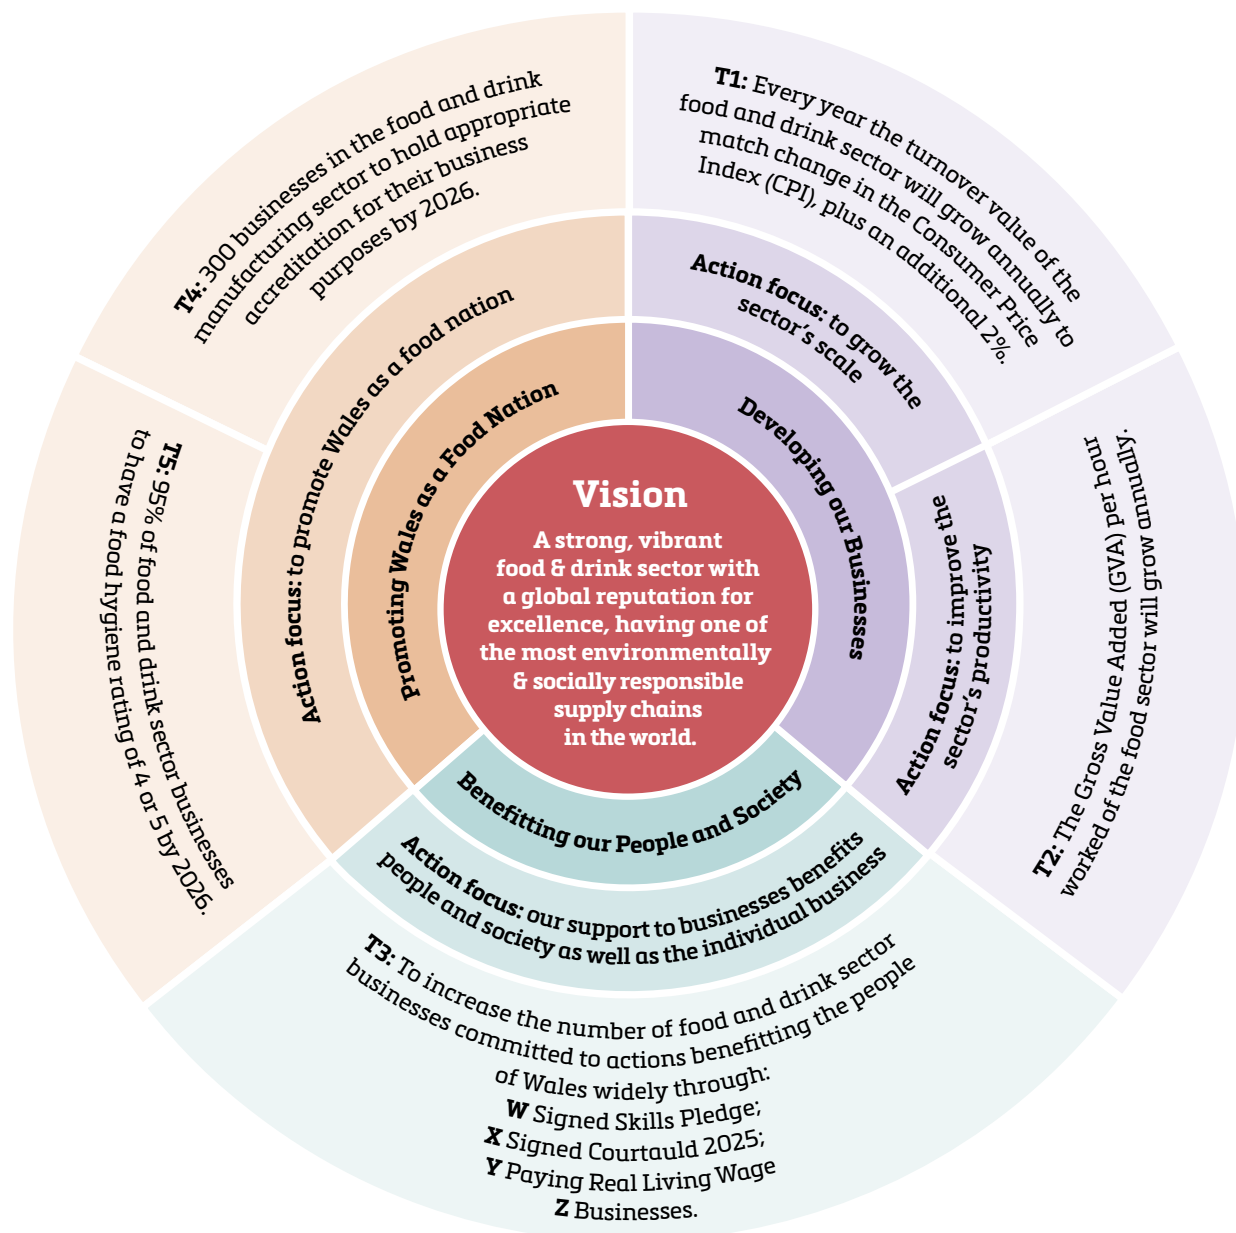 Vision
A strong, vibrant
food & drink sector with
a global reputation for
excellence, having one of
the most environmentally
& socially responsible
supply chains
in the world.
Developing our Businesses
Action focus: to grow the
sector's scale
T1: Every year the turnover value of the
food and drink sector will grow annually to
match change in the Consumer Price
Index (CPI), plus an additional 2%.
Action focus: to improve the
sector's productivity
T2: The Gross Value Added (GVA) per hour
worked of the food sector will grow annually.
Benefitting our People and Society
Action focus: our support to businesses benefits
people and society as well as the individual business
T3: To increase the number of food and drink sector
businesses committed to actions benefitting the people
of Wales widely through:
W Signed Skills Pledge;
X Signed Courtauld 2025;
Y Paying Real Living Wage
Z Businesses.
Promoting Wales as a Food Nation
Action focus: to promote Wales as a food nation
T4: 300 businesses in the food and drink
manufacturing sector to hold appropriate
accreditation for their business
purposes by 2026.
T5: 95% of food and drink sector businesses
to have a food hygiene rating of 4 or 5 by 2026.